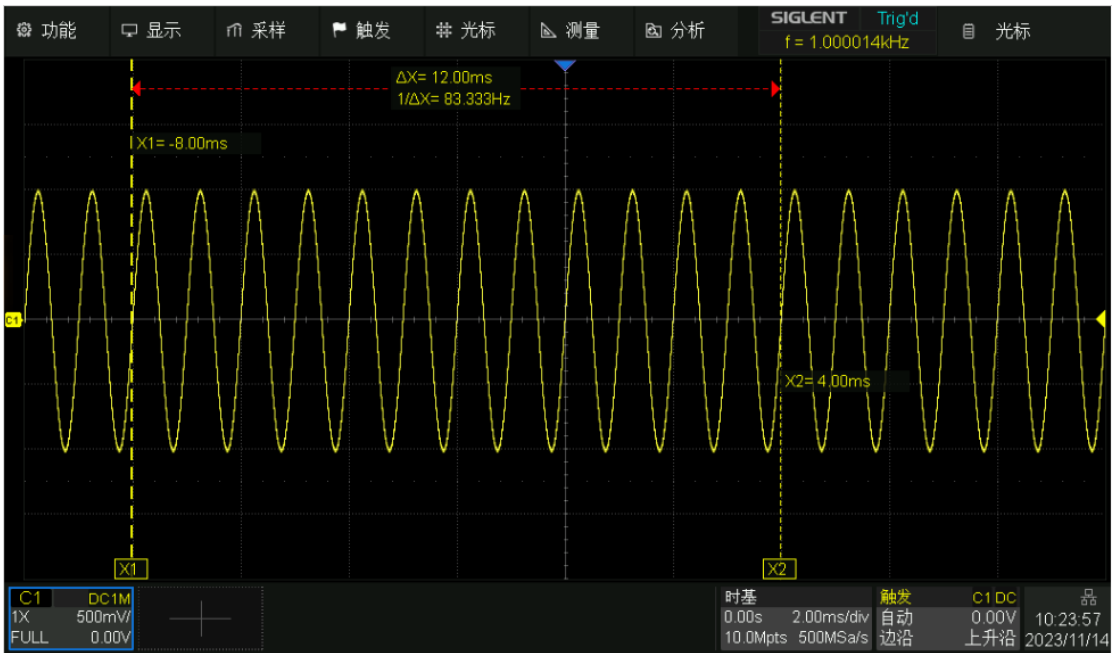 功能 显示 采样 触发 光标 测量 分析 SIGLENT Trig'd 光标
f = 1.000014kHz
ΔX= 12.00ms
1/ΔX= 83.333Hz
X1= -8.00ms
C1
X2= 4.00ms
X1 X2
C1 DC1M
1X 500mV/
FULL 0.00V
时基
0.00s 2.00ms/div
10.0Mpts 500MSa/s
触发 C1 DC
自动 0.00V
边沿 上升沿
10:23:57
2023/11/14